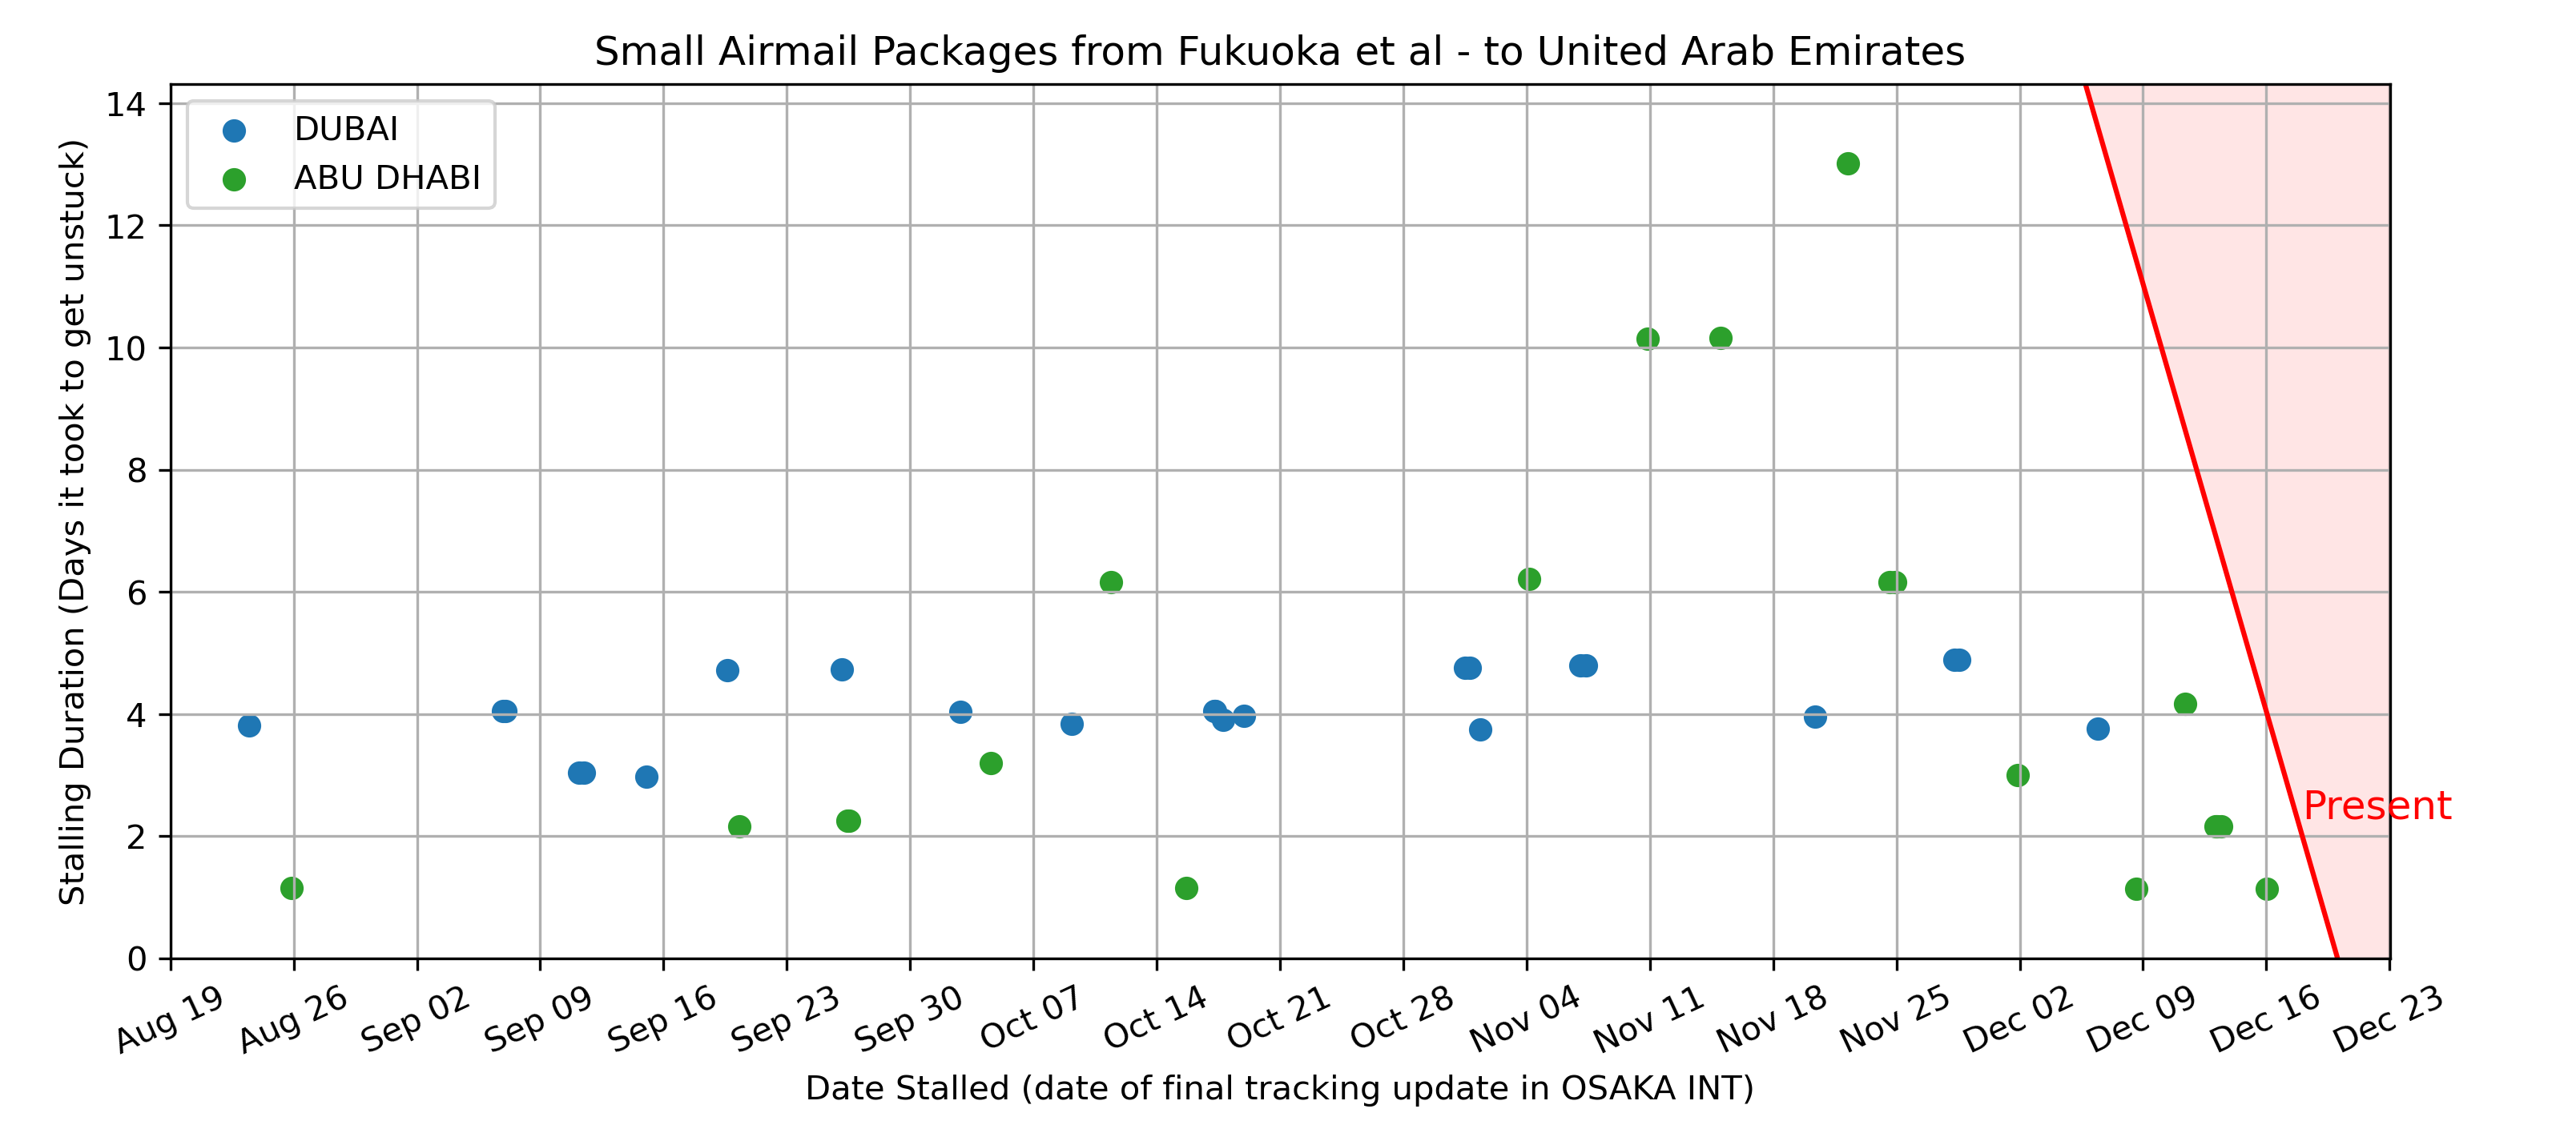 Small Airmail Packages from Fukuoka et al - to United Arab Emirates
Stalling Duration (Days it took to get unstuck)
14
12
10
8
6
4
2
0
DUBAI
ABU DHABI
Present
Aug 19
Aug 26
Sep 02
Sep 09
Sep 16
Sep 23
Sep 30
Oct 07
Oct 14
Oct 21
Oct 28
Nov 04
Nov 11
Nov 18
Nov 25
Dec 02
Dec 09
Dec 16
Dec 23
Date Stalled (date of final tracking update in OSAKA INT)